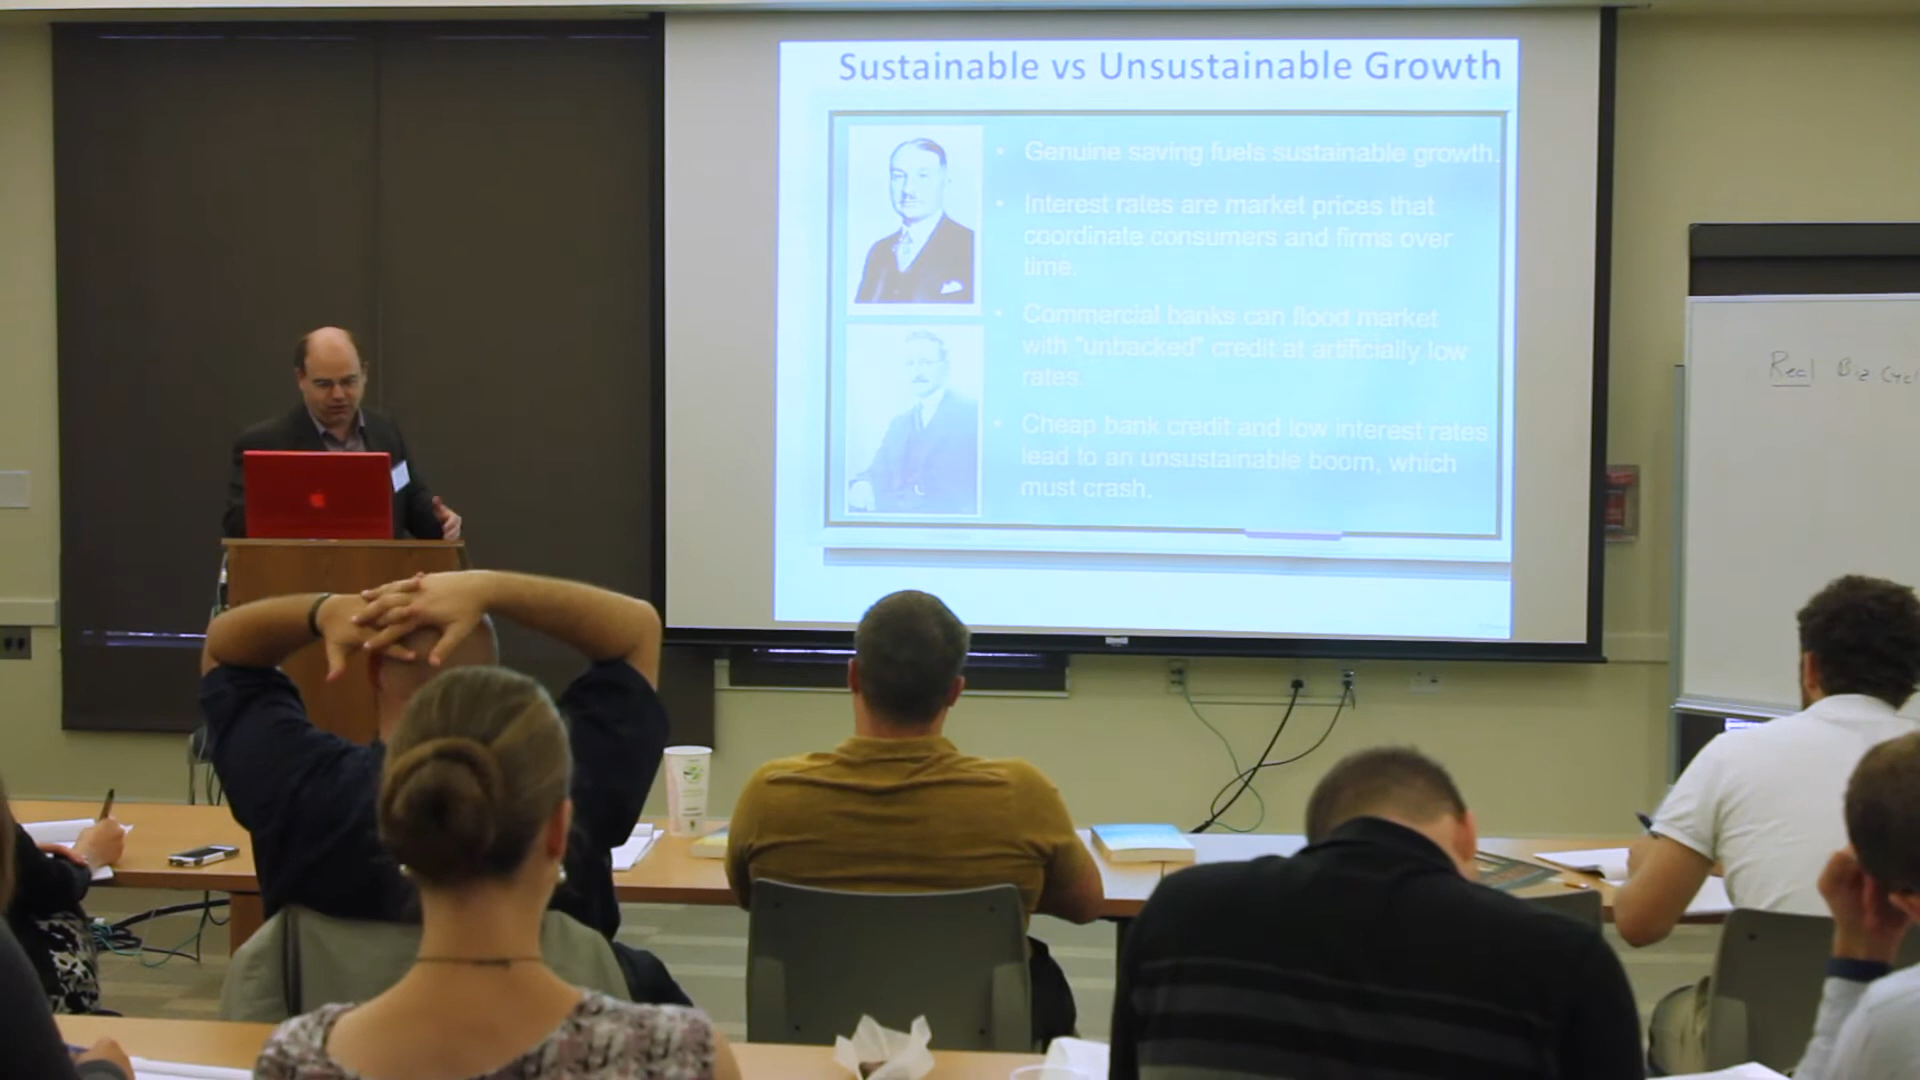 Sustainable vs Unsustainable Growth
• Genuine saving fuels sustainable growth.
• Interest rates are market prices that
coordinate consumers and firms over
time.
• Commercial banks can flood market
with "unbacked" credit at artificially low
rates.
• Cheap bank credit and low interest rates
lead to an unsustainable boom, which
must crash.
Real Biz Cycl